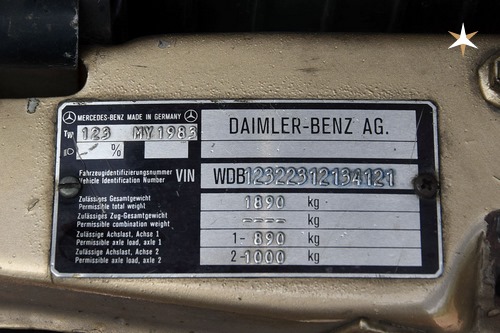 MERCEDES-BENZ MADE IN GERMANY
Typ 123 MY1983
DAIMLER-BENZ AG.
%
Fahrzeugidentifizierungsnummer
Vehicle Identification Number
VIN WDB12322312134121
Zulässiges Gesamtgewicht
Permissible total weight
1890 kg
Zulässiges Zug-Gesamtgewicht
Permissible combination weight
---- kg
Zulässige Achslast, Achse 1
Permissible axle load, axle 1
1- 890 kg
Zulässige Achslast, Achse 2
Permissible axle load, axle 2
2-1000 kg